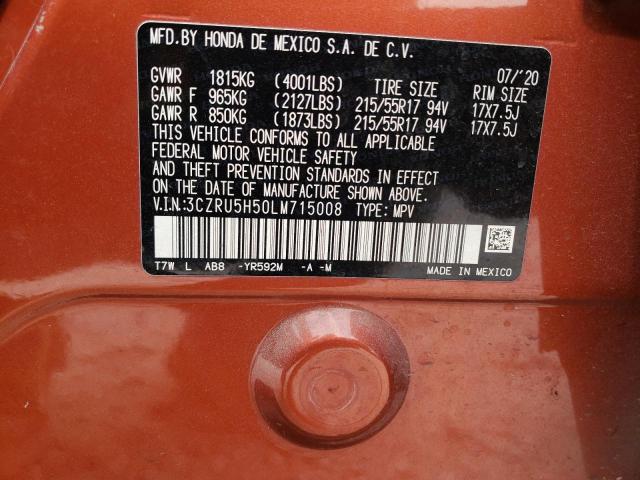 MFD.BY HONDA DE MEXICO S.A. DE C.V.
07/'20
GVWR 1815KG (4001LBS) TIRE SIZE RIM SIZE
GAWR F 965KG (2127LBS) 215/55R17 94V 17X7.5J
GAWR R 850KG (1873LBS) 215/55R17 94V 17X7.5J
THIS VEHICLE CONFORMS TO ALL APPLICABLE
FEDERAL MOTOR VEHICLE SAFETY
AND THEFT PREVENTION STANDARDS IN EFFECT
ON THE DATE OF MANUFACTURE SHOWN ABOVE.
V.I.N.:3CZRU5H50LM715008 TYPE: MPV
T7W L AB8 -YR592M -A -M
MADE IN MEXICO